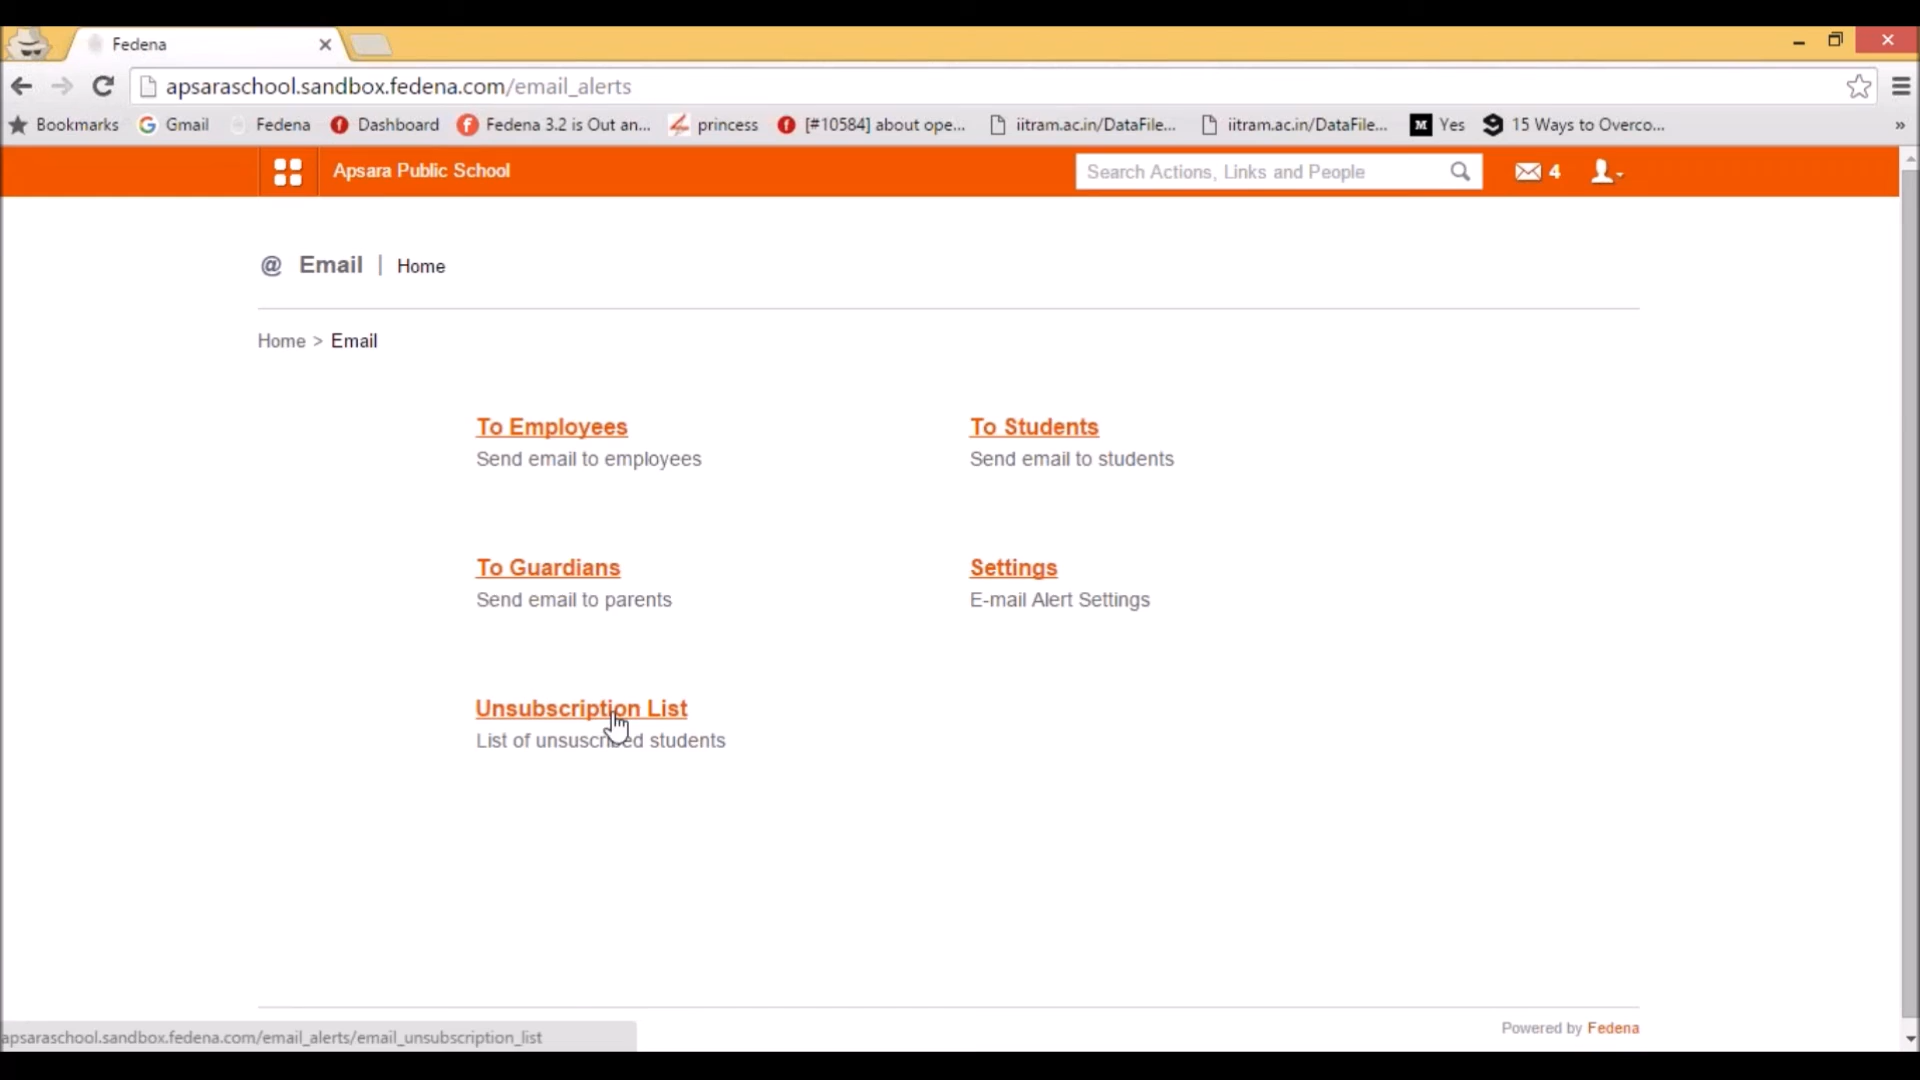 Fedena
apsaraschool.sandbox.fedena.com/email_alerts
Bookmarks Gmail Fedena Dashboard Fedena 3.2 is Out an... princess [#10584] about ope... iitram.ac.in/DataFile... iitram.ac.in/DataFile... M Yes 15 Ways to Overco... »
Apsara Public School Search Actions, Links and People 4
@ Email | Home
Home > Email
To Employees To Students
Send email to employees Send email to students
To Guardians Settings
Send email to parents E-mail Alert Settings
Unsubscription List
List of unsuscribed students
Powered by Fedena
apsaraschool.sandbox.fedena.com/email_alerts/email_unsubscription_list